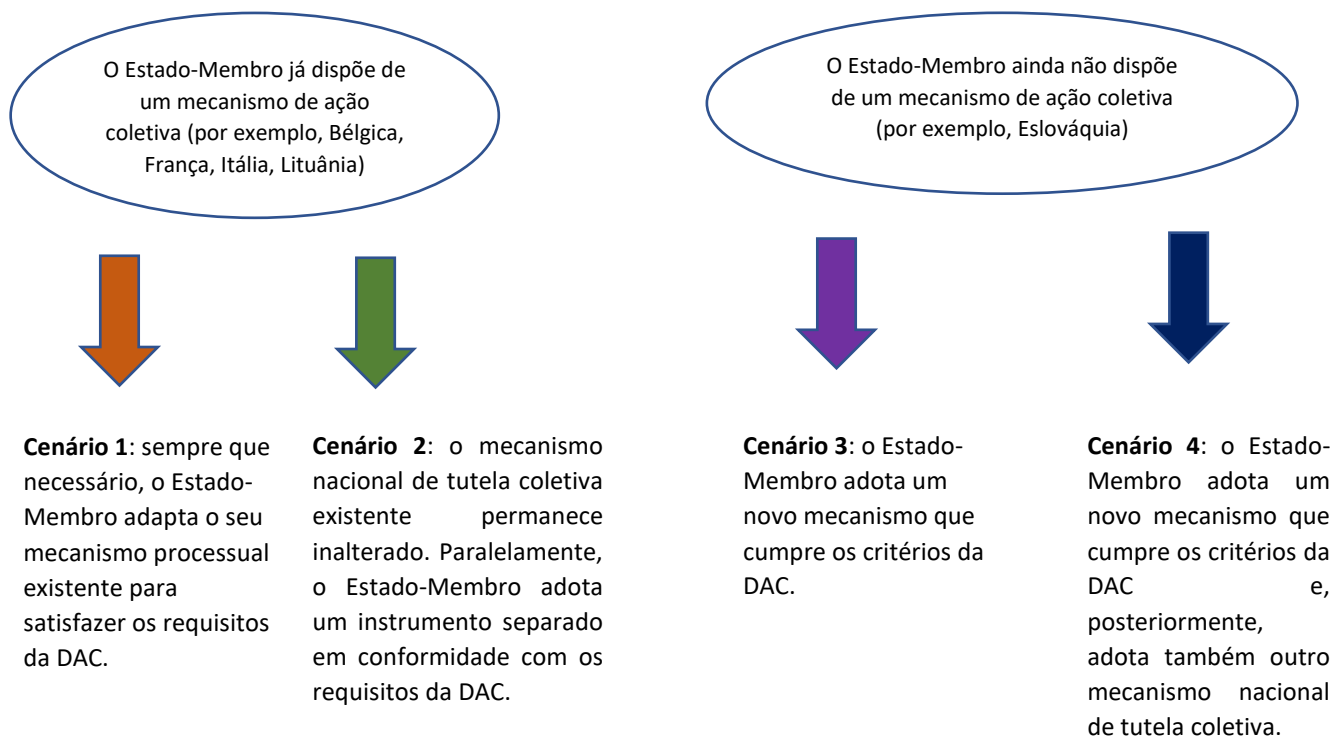 O Estado-Membro já dispõe de
um mecanismo de ação
coletiva (por exemplo, Bélgica,
França, Itália, Lituânia)
O Estado-Membro ainda não dispõe
de um mecanismo de ação coletiva
(por exemplo, Eslováquia)
Cenário 1: sempre que
necessário, o Estado-
Membro adapta o seu
mecanismo processual
existente para
satisfazer os requisitos
da DAC.
Cenário 2: o mecanismo
nacional de tutela coletiva
existente permanece
inalterado. Paralelamente,
o Estado-Membro adota
um instrumento separado
em conformidade com os
requisitos da DAC.
Cenário 3: o Estado-
Membro adota um
novo mecanismo que
cumpre os critérios da
DAC.
Cenário 4: o Estado-
Membro adota um
novo mecanismo que
cumpre os critérios da
DAC e,
posteriormente,
adota também outro
mecanismo nacional
de tutela coletiva.